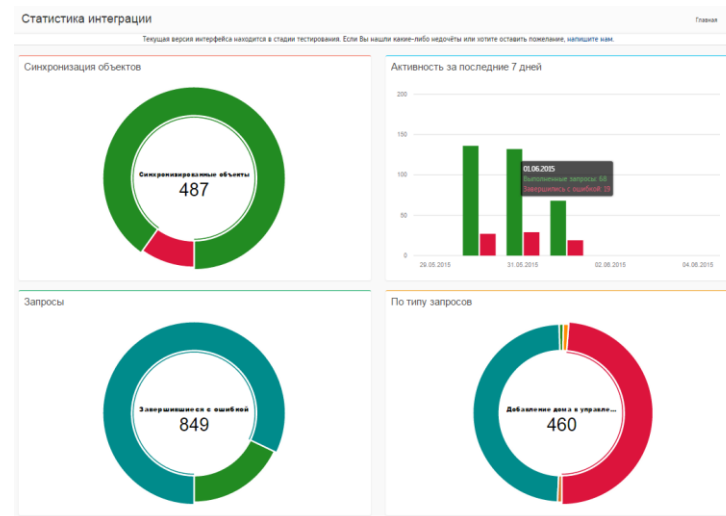 Статистика интеграции
Главная
Текущая версия интерфейса находится в стадии тестирования. Если Вы нашли какие-либо недочёты или хотите оставить пожелание, напишите нам.
Синхронизация объектов
Синхронизированные объекты
487
Активность за последние 7 дней
200
150
100
50
0
01.06.2015
Выполненные запросы: 68
Завершились с ошибкой:
29.05.2015
31.05.2015
02.06.2015
04.06.2015
Запросы
Завершившиеся с ошибкой
849
По типу запросов
Добавление дома в управле...
460